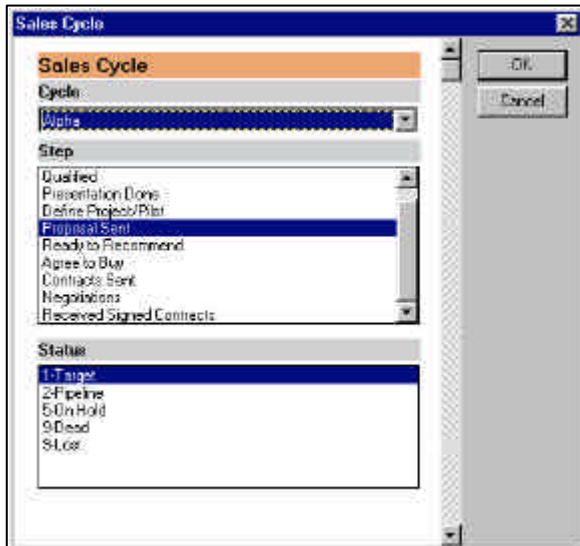 Sales Cycle
Sales Cycle
OK
Cycle
Cancel
Alpha
Step
Qualified
Presentation Done
Define Project/Pilot
Proposal Sent
Ready to Recommend
Agree to Buy
Contracts Sent
Negotiations
Received Signed Contracts
Status
1-Target
2-Pipeline
5-On Hold
9-Dead
9-Lost